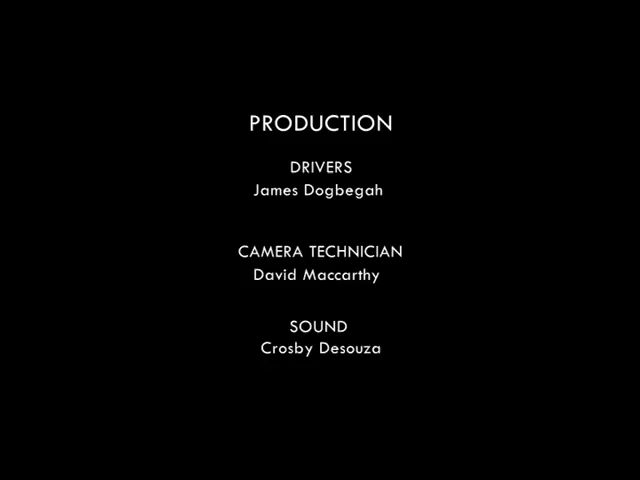 PRODUCTION
DRIVERS
James Dogbegah
CAMERA TECHNICIAN
David Maccarthy
SOUND
Crosby Desouza